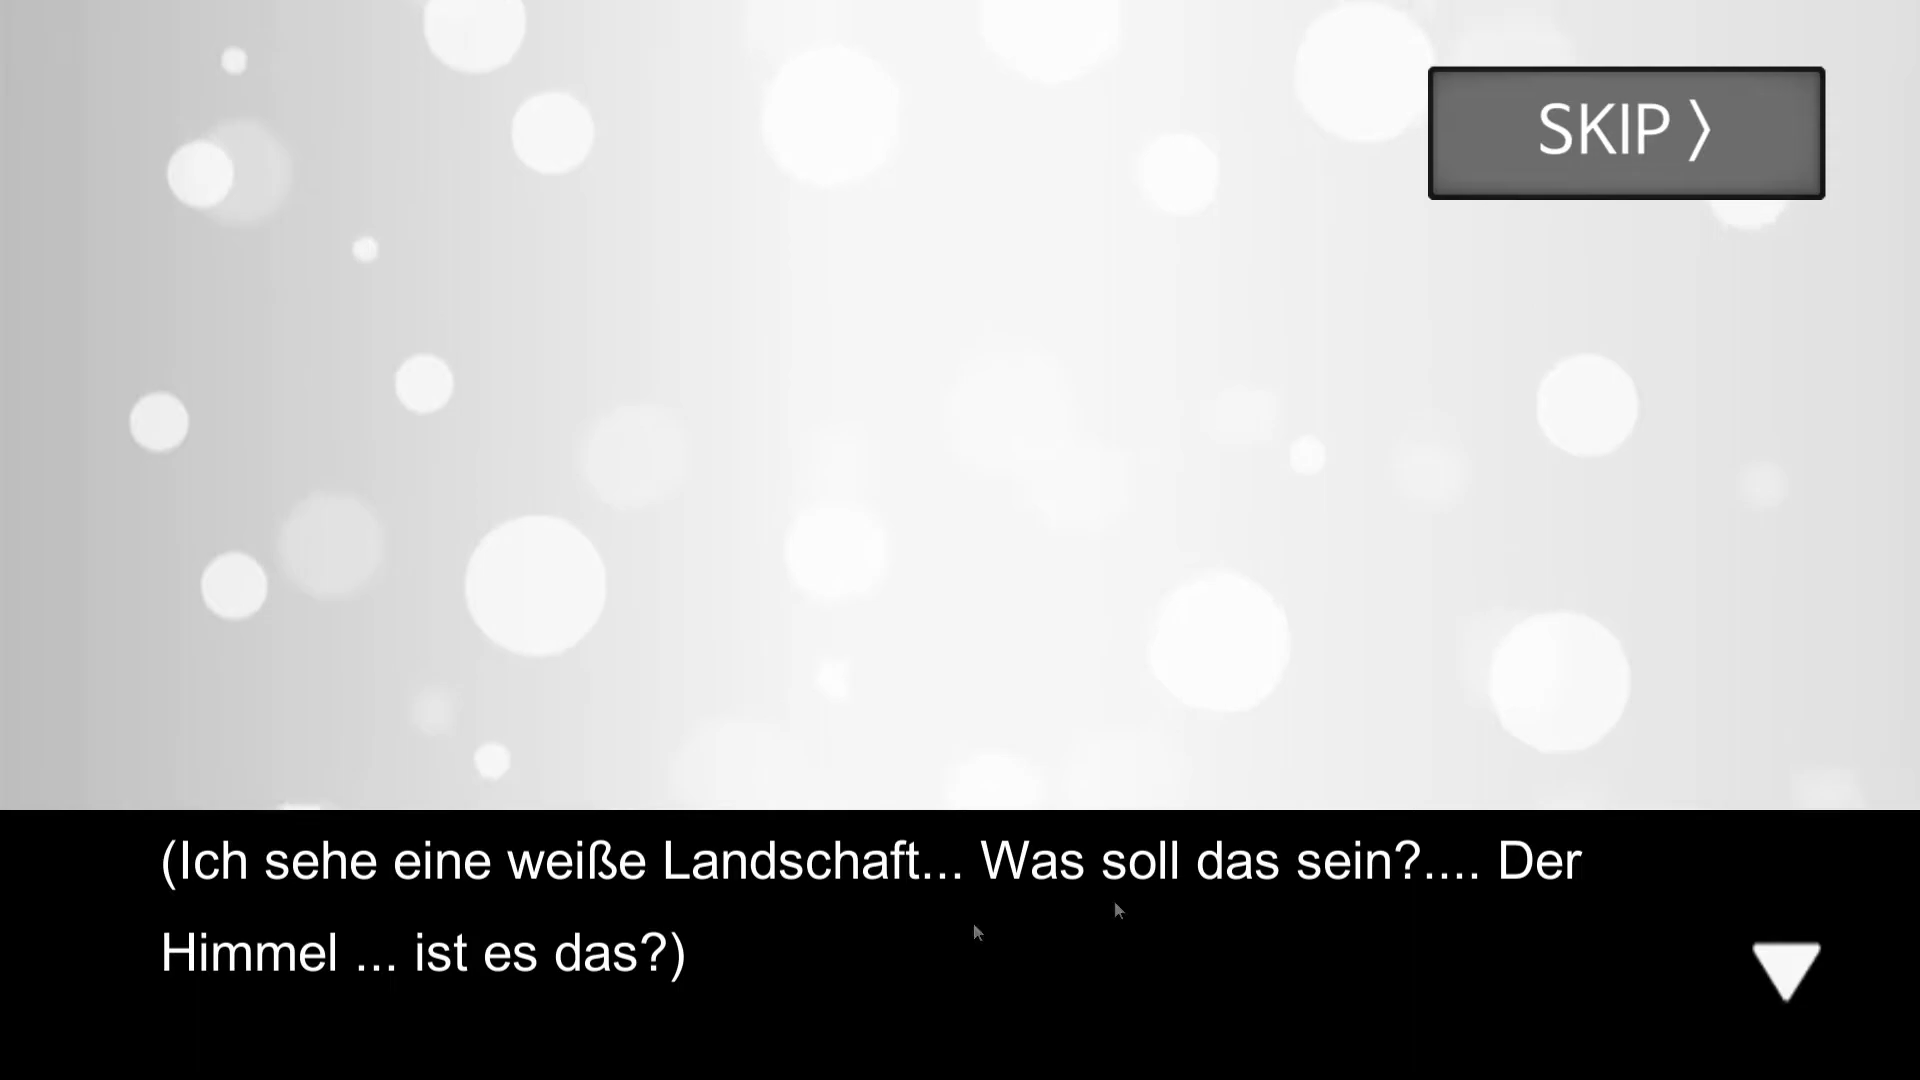 SKIP 〉
(Ich sehe eine weiße Landschaft... Was soll das sein?.... Der
Himmel ... ist es das?)